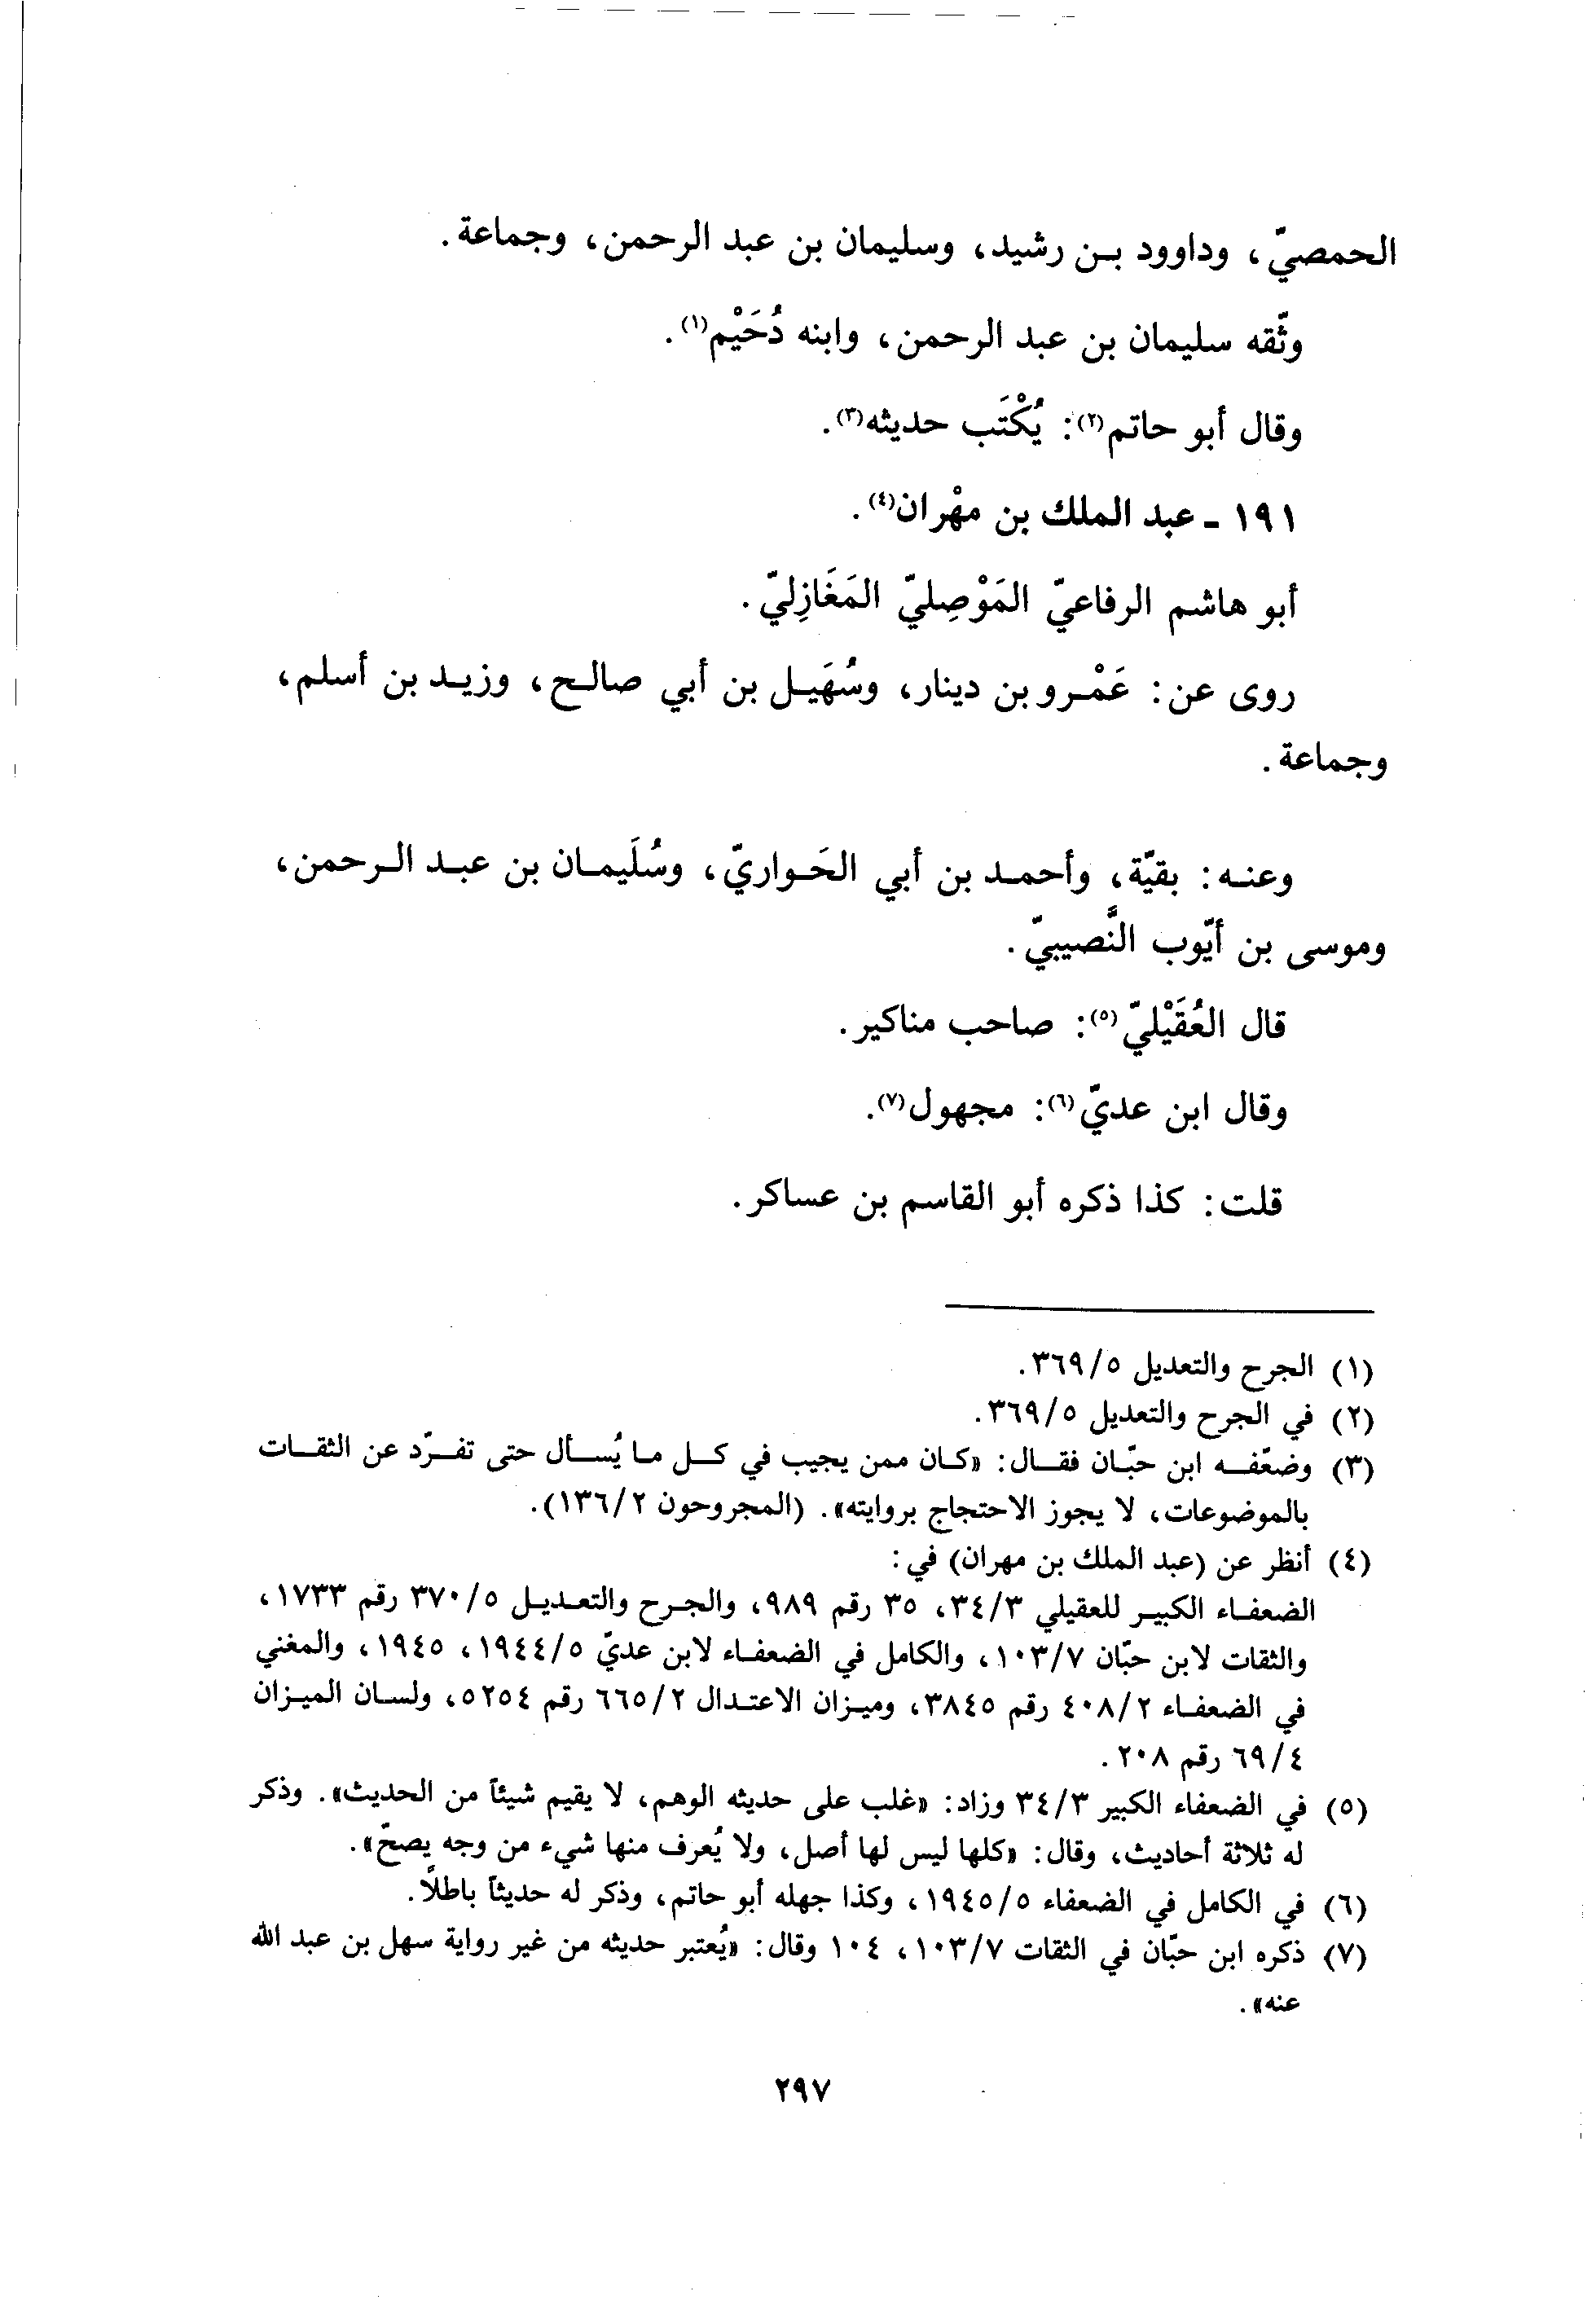 الحمصيّ، وداوود بـن رشيد، وسليمان بن عبد الرحمن، وجماعة.
وثّقه سليمان بن عبد الرحمن، وابنه دُحَيْم(١).
وقال أبو حاتم(٢): يُكْتَب حديثه(٣).
١٩١ - عبد الملك بن مهْران(٤).
أبو هاشم الرفاعيّ المَوْصِليّ المَغَازِليّ.
روى عن: عَمْرو بن دينار، وسُهَيل بن أبي صالح، وزيد بن أسلم،
وجماعة.
وعنه: بقيّة، وأحمد بن أبي الحَواريّ، وسُلَيمان بن عبد الرحمن،
وموسى بن أيّوب النَّصيبيّ.
قال العُقَيْليّ(٥): صاحب مناكير.
وقال ابن عديّ(٦): مجهول(٧).
قلت: كذا ذكره أبو القاسم بن عساكر.
(١) الجرح والتعديل ٣٦٩/٥.
(٢) في الجرح والتعديل ٣٦٩/٥.
(٣) وضعّفه ابن حبّان فقال: «كان ممن يجيب في كل ما يُسأل حتى تفرّد عن الثقات
بالموضوعات، لا يجوز الاحتجاج بروايته». (المجروحون ١٣٦/٢).
(٤) أنظر عن (عبد الملك بن مهران) في:
الضعفاء الكبير للعقيلي ٣٤/٣، ٣٥ رقم ٩٨٩، والجرح والتعديل ٣٧٠/٥ رقم ١٧٣٣،
والثقات لابن حبّان ١٠٣/٧، والكامل في الضعفاء لابن عديّ ١٩٤٤/٥، ١٩٤٥، والمغني
في الضعفاء ٤٠٨/٢ رقم ٣٨٤٥، وميزان الاعتدال ٦٦٥/٢ رقم ٥٢٥٤، ولسان الميزان
٦٩/٤ رقم ٢٠٨.
(٥) في الضعفاء الكبير ٣٤/٣ وزاد: «غلب على حديثه الوهم، لا يقيم شيئاً من الحديث». وذكر
له ثلاثة أحاديث، وقال: «كلها ليس لها أصل، ولا يُعرف منها شيء من وجه يصحّ».
(٦) في الكامل في الضعفاء ١٩٤٥/٥، وكذا جهله أبو حاتم، وذكر له حديثاً باطلاً.
(٧) ذكره ابن حبّان في الثقات ١٠٣/٧، ١٠٤ وقال: «يُعتبر حديثه من غير رواية سهل بن عبد الله
عنه».
٢٩٧